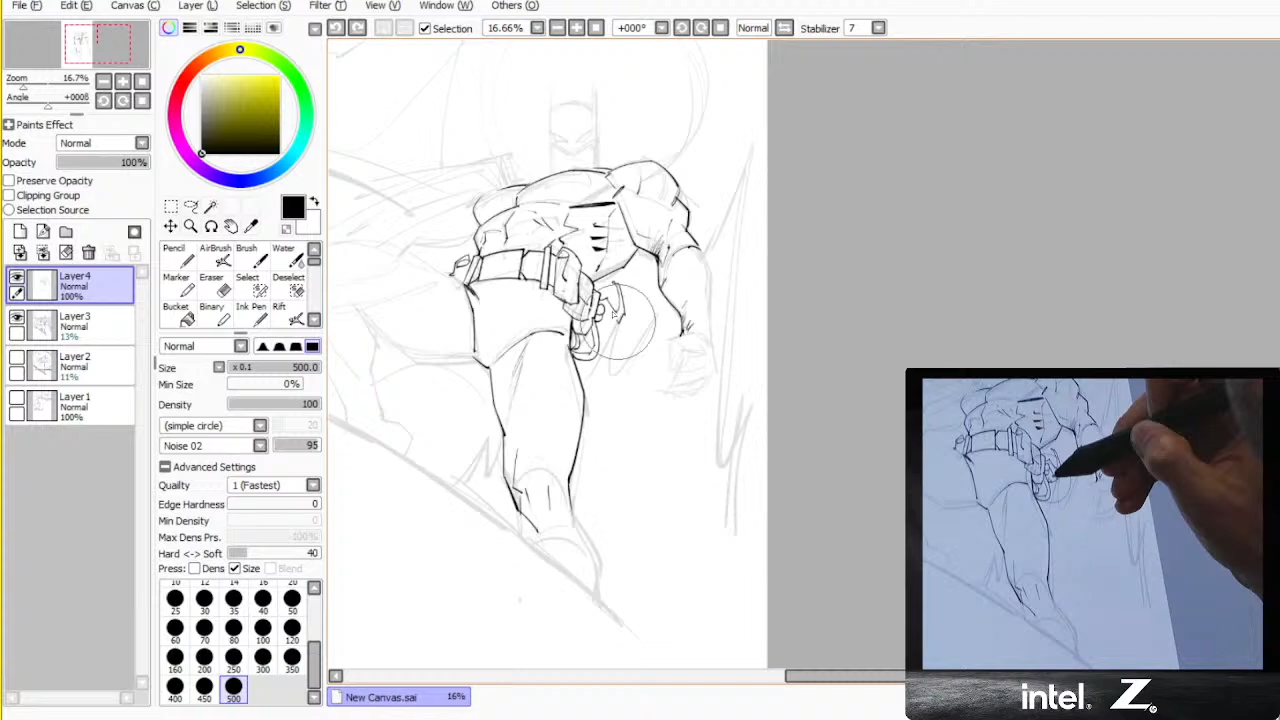 File (F) Edit (E) Canvas (C) Layer (L) Selection (S) Filter (T) View (V) Window (W) Others (O)
Selection 16.66% +000° Normal Stabilizer 7
Zoom 16.7%
Angle +000ß
Paints Effect
Mode Normal
Opacity 100%
Preserve Opacity
Clipping Group
Selection Source
Layer4
Normal
100%
Layer3
Normal
13%
Layer2
Normal
11%
Layer1
Normal
100%
Pencil AirBrush Brush Water
Marker Eraser Select Deselect
Bucket Binary Ink Pen Rift
Normal
Size x 0.1 500.0
Min Size 0%
Density 100
(simple circle) 20
Noise 02 95
Advanced Settings
Quailty 1 (Fastest)
Edge Hardness 0
Min Density 0
Max Dens Prs. 100%
Hard <-> Soft 40
Press: Dens Size Blend
10 12 14 16 20
25 30 35 40 50
60 70 80 100 120
160 200 250 300 350
400 450 500
New Canvas.sai 16%
intel Z